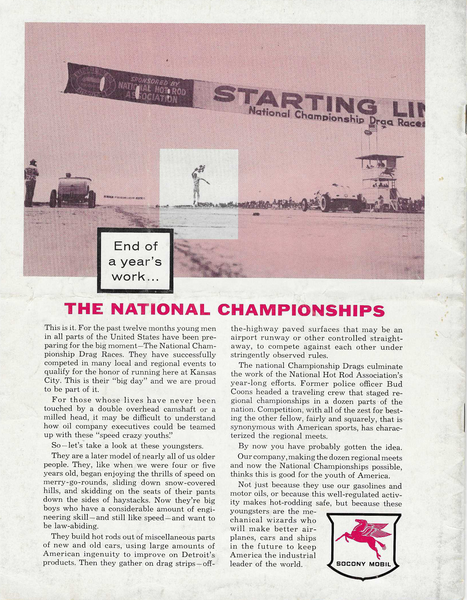 SPONSORED BY
NATIONAL HOT ROD
ASSOCIATION
STARTING LIN
National Championship Drag Races
End of
a year's
work...
THE NATIONAL CHAMPIONSHIPS
This is it. For the past twelve months young men
in all parts of the United States have been pre-
paring for the big moment—The National Cham-
pionship Drag Races. They have successfully
competed in many local and regional events to
qualify for the honor of running here at Kansas
City. This is their "big day" and we are proud
to be part of it.
For those whose lives have never been
touched by a double overhead camshaft or a
milled head, it may be difficult to understand
how oil company executives could be teamed
up with these "speed crazy youths."
So—let's take a look at these youngsters.
They are a later model of nearly all of us older
people. They, like when we were four or five
years old, began enjoying the thrills of speed on
merry-go-rounds, sliding down snow-covered
hills, and skidding on the seats of their pants
down the sides of haystacks. Now they're big
boys who have a considerable amount of engi-
neering skill—and still like speed—and want to
be law-abiding.
They build hot rods out of miscellaneous parts
of new and old cars, using large amounts of
American ingenuity to improve on Detroit's
products. Then they gather on drag strips—off-
the-highway paved surfaces that may be an
airport runway or other controlled straight-
away, to compete against each other under
stringently observed rules.
The national Championship Drags culminate
the work of the National Hot Rod Association's
year-long efforts. Former police officer Bud
Coons headed a traveling crew that staged re-
gional championships in a dozen parts of the
nation. Competition, with all of the zest for best-
ing the other fellow, fairly and squarely, that is
synonymous with American sports, has charac-
terized the regional meets.
By now you have probably gotten the idea.
Our company, making the dozen regional meets
and now the National Championships possible,
thinks this is good for the youth of America.
Not just because they use our gasolines and
motor oils, or because this well-regulated activ-
ity makes hot-rodding safe, but because these
youngsters are the me-
chanical wizards who
will make better air-
planes, cars and ships
in the future to keep
America the industrial
leader of the world.
SOCONY MOBIL